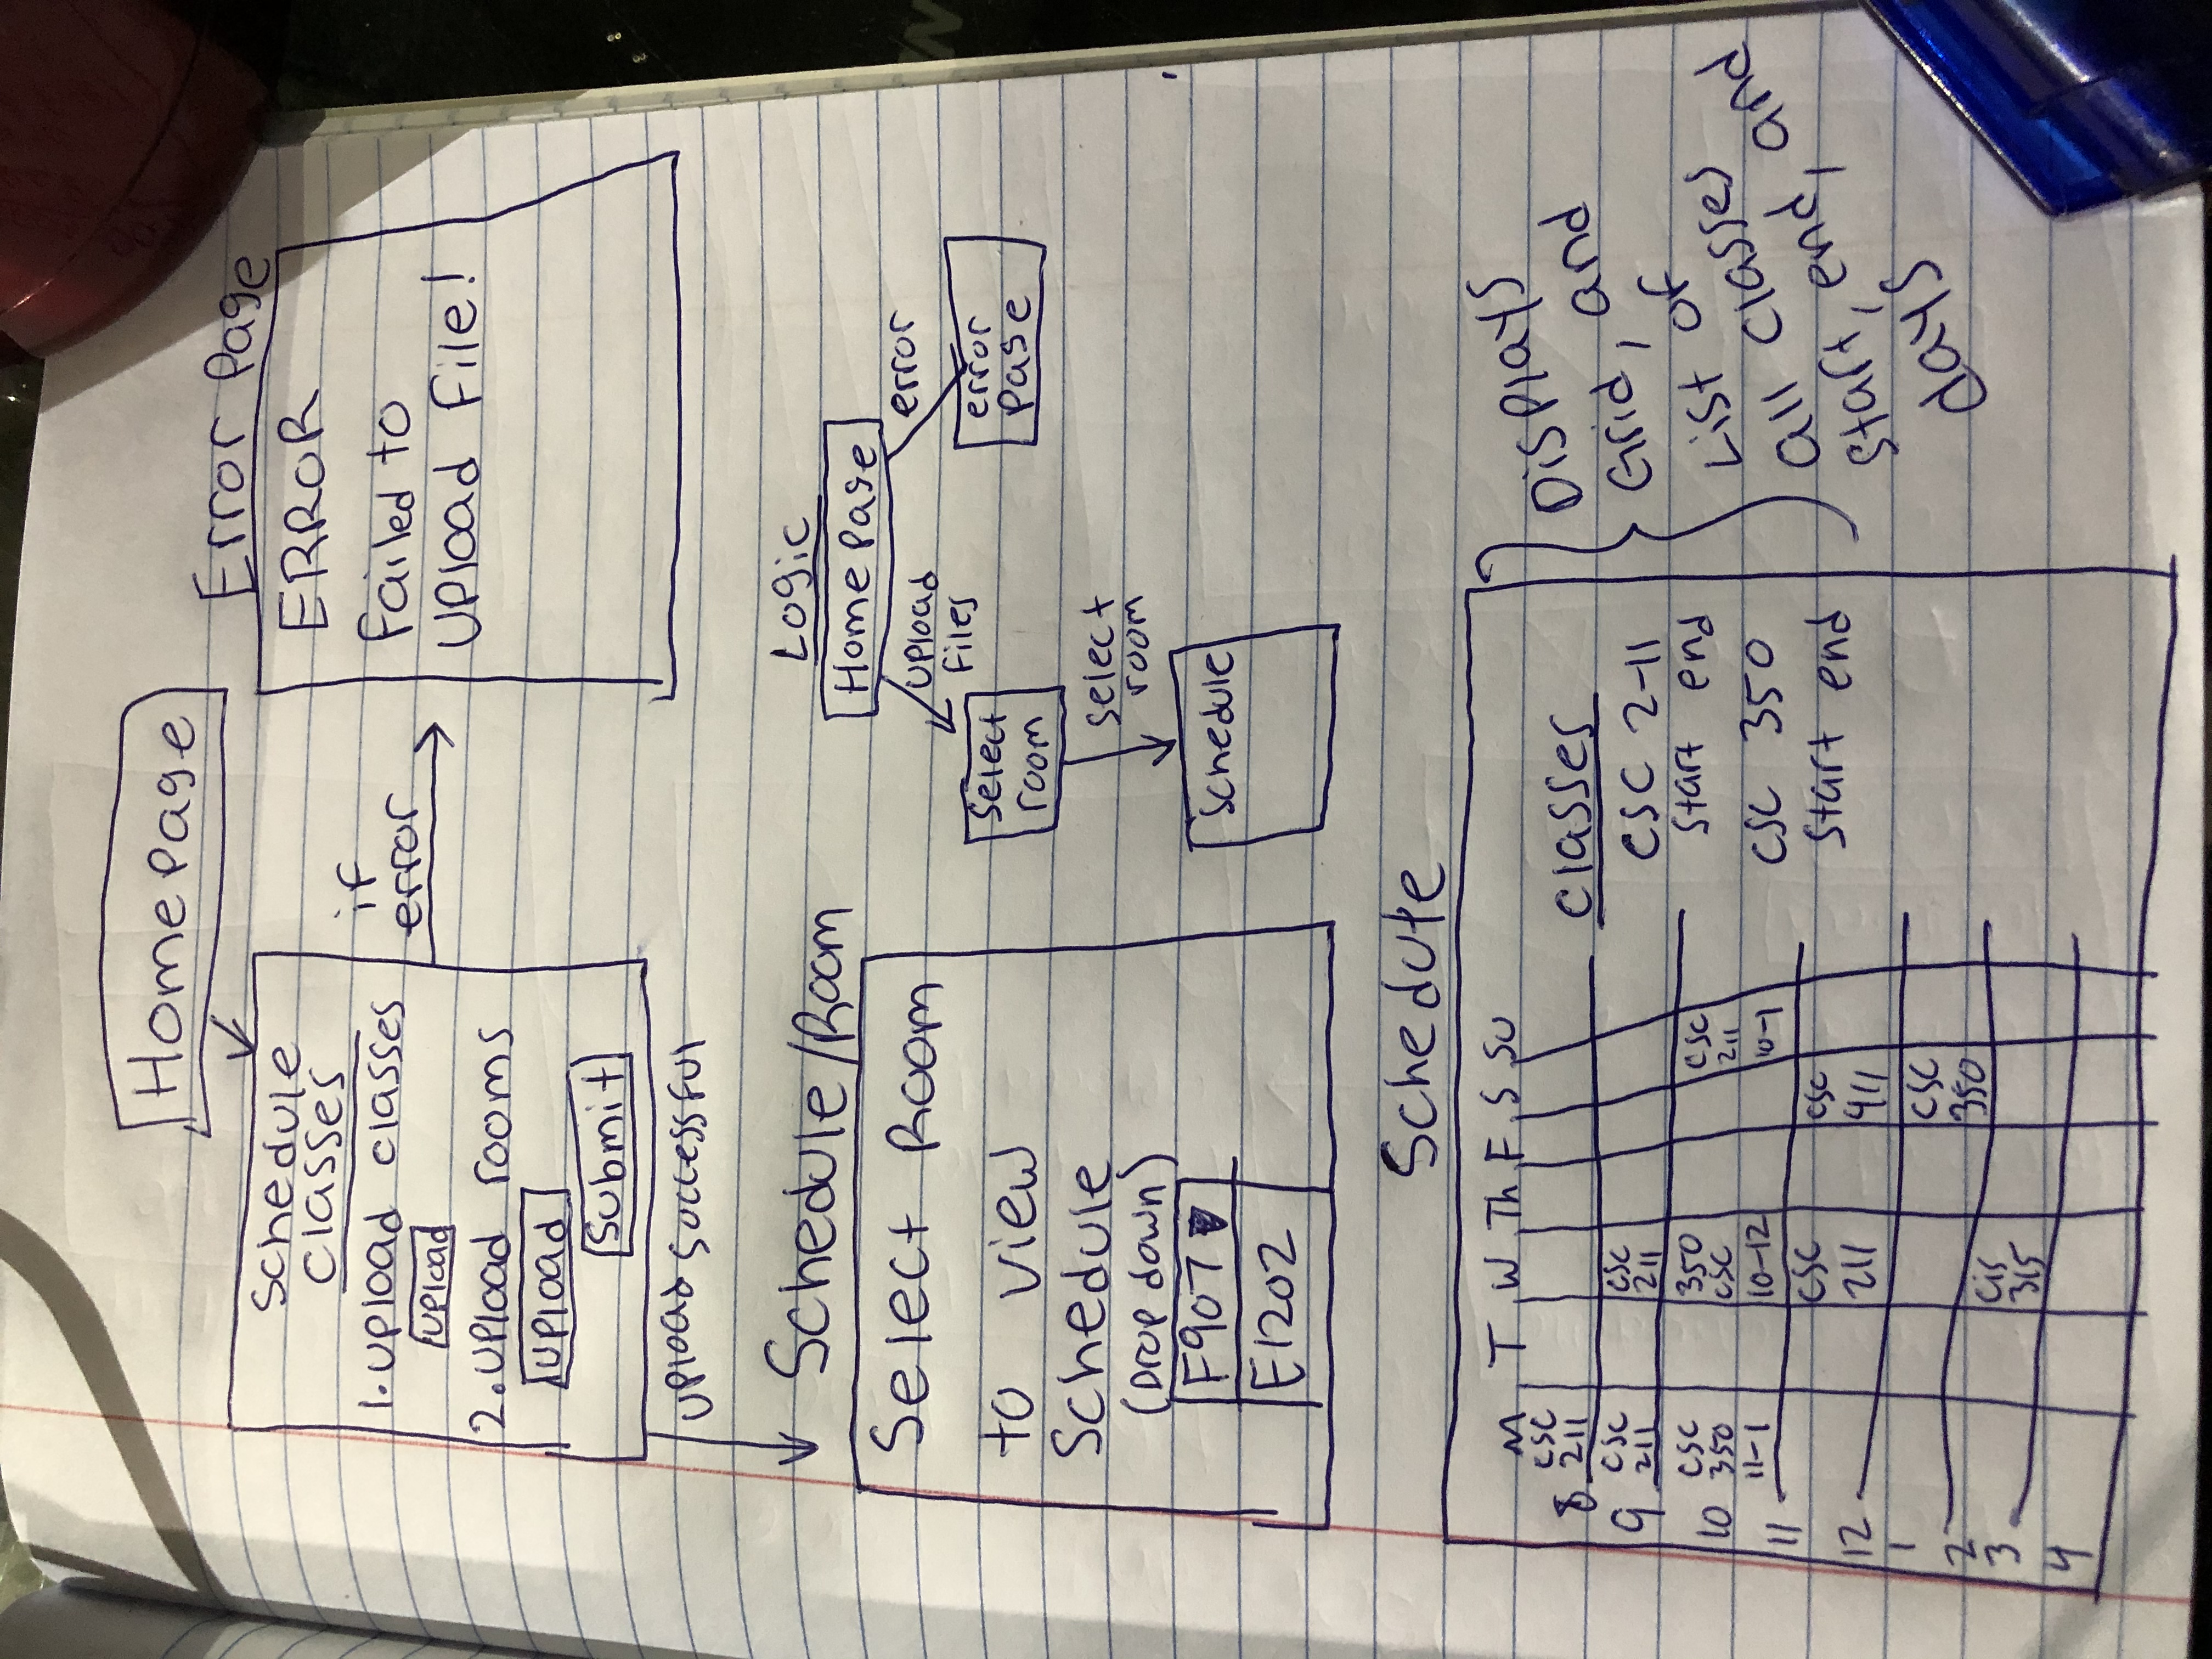 Home page
Schedule
classes
1. upload classes
upload
2. upload rooms
upload
Submit
if
error
Error Page
ERROR
Failed to
upload file!
upload successful
Schedule/Room
Select Room
to view
Schedule
(Drop down)
F907
E1202
Logic
Home page
upload
files
error
Select
room
error
page
select
room
Schedule
Schedule
M T W Th F S SU
8 CSC
211
9 CSC
211
CSC
211
10 CSC
350
11-1
350
CSC
10-12
CSC
211
10-1
11
CSC
211
CSC
411
12
1
CSC
350
2
3
Cis
315
4
classes
CSC 2-11
start end
CSC 350
start end
Displays
Grid, and
List of
all classes
start, end, and
days